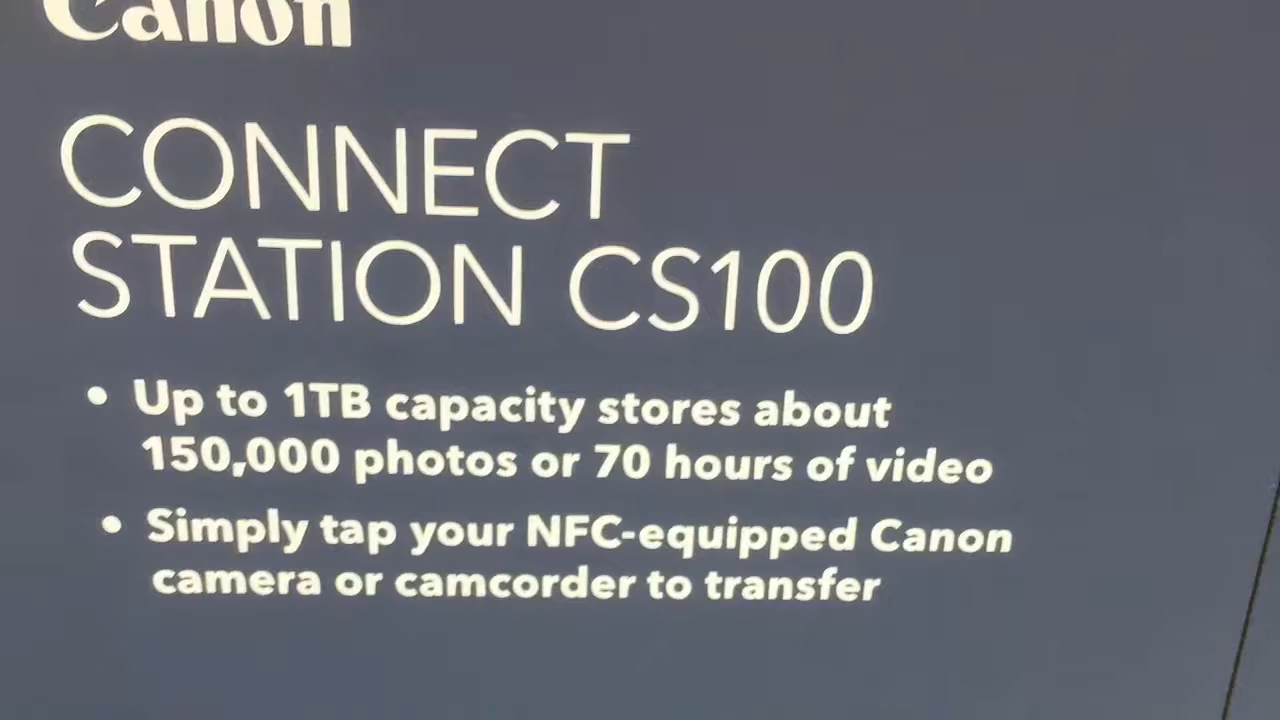 Canon
CONNECT
STATION CS100
• Up to 1TB capacity stores about
150,000 photos or 70 hours of video
• Simply tap your NFC-equipped Canon
camera or camcorder to transfer